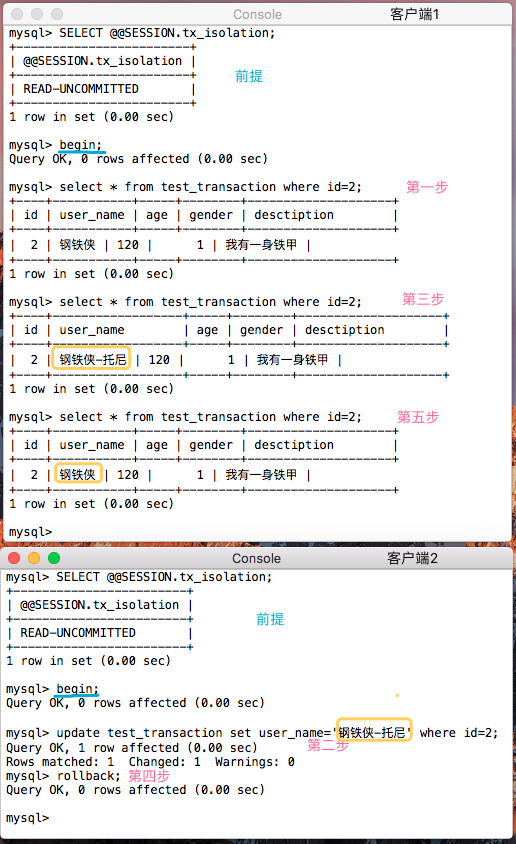 Console 客户端1
mysql> SELECT @@SESSION.tx_isolation;
+------------------------+
| @@SESSION.tx_isolation |
+------------------------+ 前提
| READ-UNCOMMITTED       |
+------------------------+
1 row in set (0.00 sec)
mysql> begin;
Query OK, 0 rows affected (0.00 sec)
mysql> select * from test_transaction where id=2; 第一步
+----+-----------+-----+--------+--------------------+
| id | user_name | age | gender | desctiption        |
+----+-----------+-----+--------+--------------------+
|  2 | 钢铁侠 | 120 |      1 | 我有一身铁甲 |
+----+-----------+-----+--------+--------------------+
1 row in set (0.00 sec)
mysql> select * from test_transaction where id=2; 第三步
+----+------------------+-----+--------+--------------------+
| id | user_name        | age | gender | desctiption        |
+----+------------------+-----+--------+--------------------+
|  2 | 钢铁侠-托尼 | 120 |      1 | 我有一身铁甲 |
+----+------------------+-----+--------+--------------------+
1 row in set (0.00 sec)
mysql> select * from test_transaction where id=2; 第五步
+----+-----------+-----+--------+--------------------+
| id | user_name | age | gender | desctiption        |
+----+-----------+-----+--------+--------------------+
|  2 | 钢铁侠 | 120 |      1 | 我有一身铁甲 |
+----+-----------+-----+--------+--------------------+
1 row in set (0.00 sec)
mysql>
Console 客户端2
mysql> SELECT @@SESSION.tx_isolation;
+------------------------+
| @@SESSION.tx_isolation |
+------------------------+ 前提
| READ-UNCOMMITTED       |
+------------------------+
1 row in set (0.00 sec)
mysql> begin;
Query OK, 0 rows affected (0.00 sec)
mysql> update test_transaction set user_name='钢铁侠-托尼' where id=2;
Query OK, 1 row affected (0.00 sec) 第二步
Rows matched: 1  Changed: 1  Warnings: 0
mysql> rollback; 第四步
Query OK, 0 rows affected (0.00 sec)
mysql>